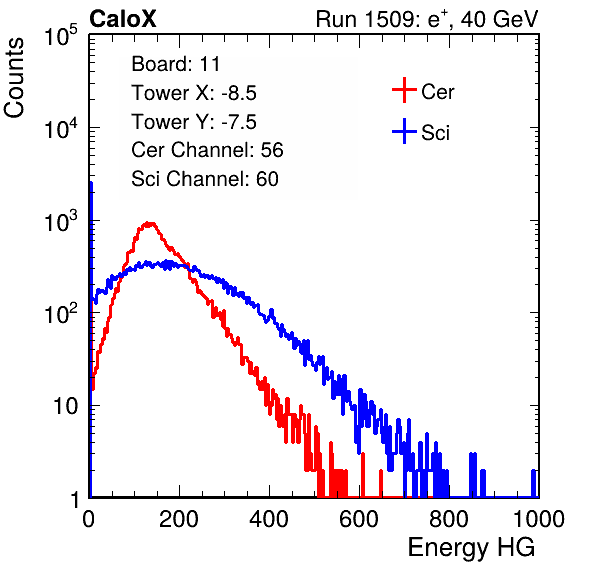 CaloX Run 1509: e⁺, 40 GeV
Counts
Board: 11
Tower X: -8.5
Tower Y: -7.5
Cer Channel: 56
Sci Channel: 60
Cer
Sci
10⁵
10⁴
10³
10²
10
1
0 200 400 600 800 1000
Energy HG